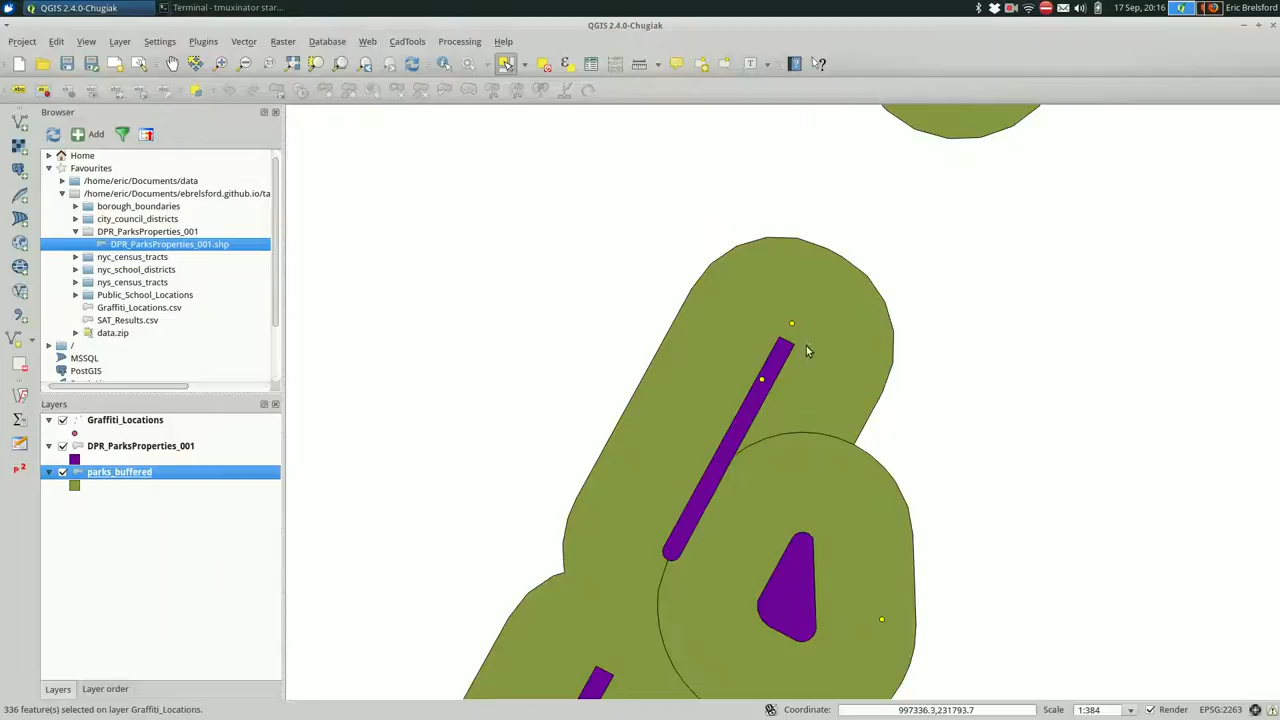 QGIS 2.4.0-Chugiak
Terminal - tmuxinator star...
17 Sep, 20:16
Eric Brelsford
QGIS 2.4.0-Chugiak
Project Edit View Layer Settings Plugins Vector Raster Database Web CadTools Processing Help
Browser
Add
Home
Favourites
/home/eric/Documents/data
/home/eric/Documents/ebrelsford.github.io/ta
borough_boundaries
city_council_districts
DPR_ParksProperties_001
DPR_ParksProperties_001.shp
nyc_census_tracts
nyc_school_districts
nys_census_tracts
Public_School_Locations
Graffiti_Locations.csv
SAT_Results.csv
data.zip
/
MSSQL
PostGIS
Layers
Graffiti_Locations
DPR_ParksProperties_001
parks_buffered
Layers Layer order
336 feature(s) selected on layer Graffiti_Locations.
Coordinate: 997336.3,231793.7 Scale 1:384 Render EPSG:2263